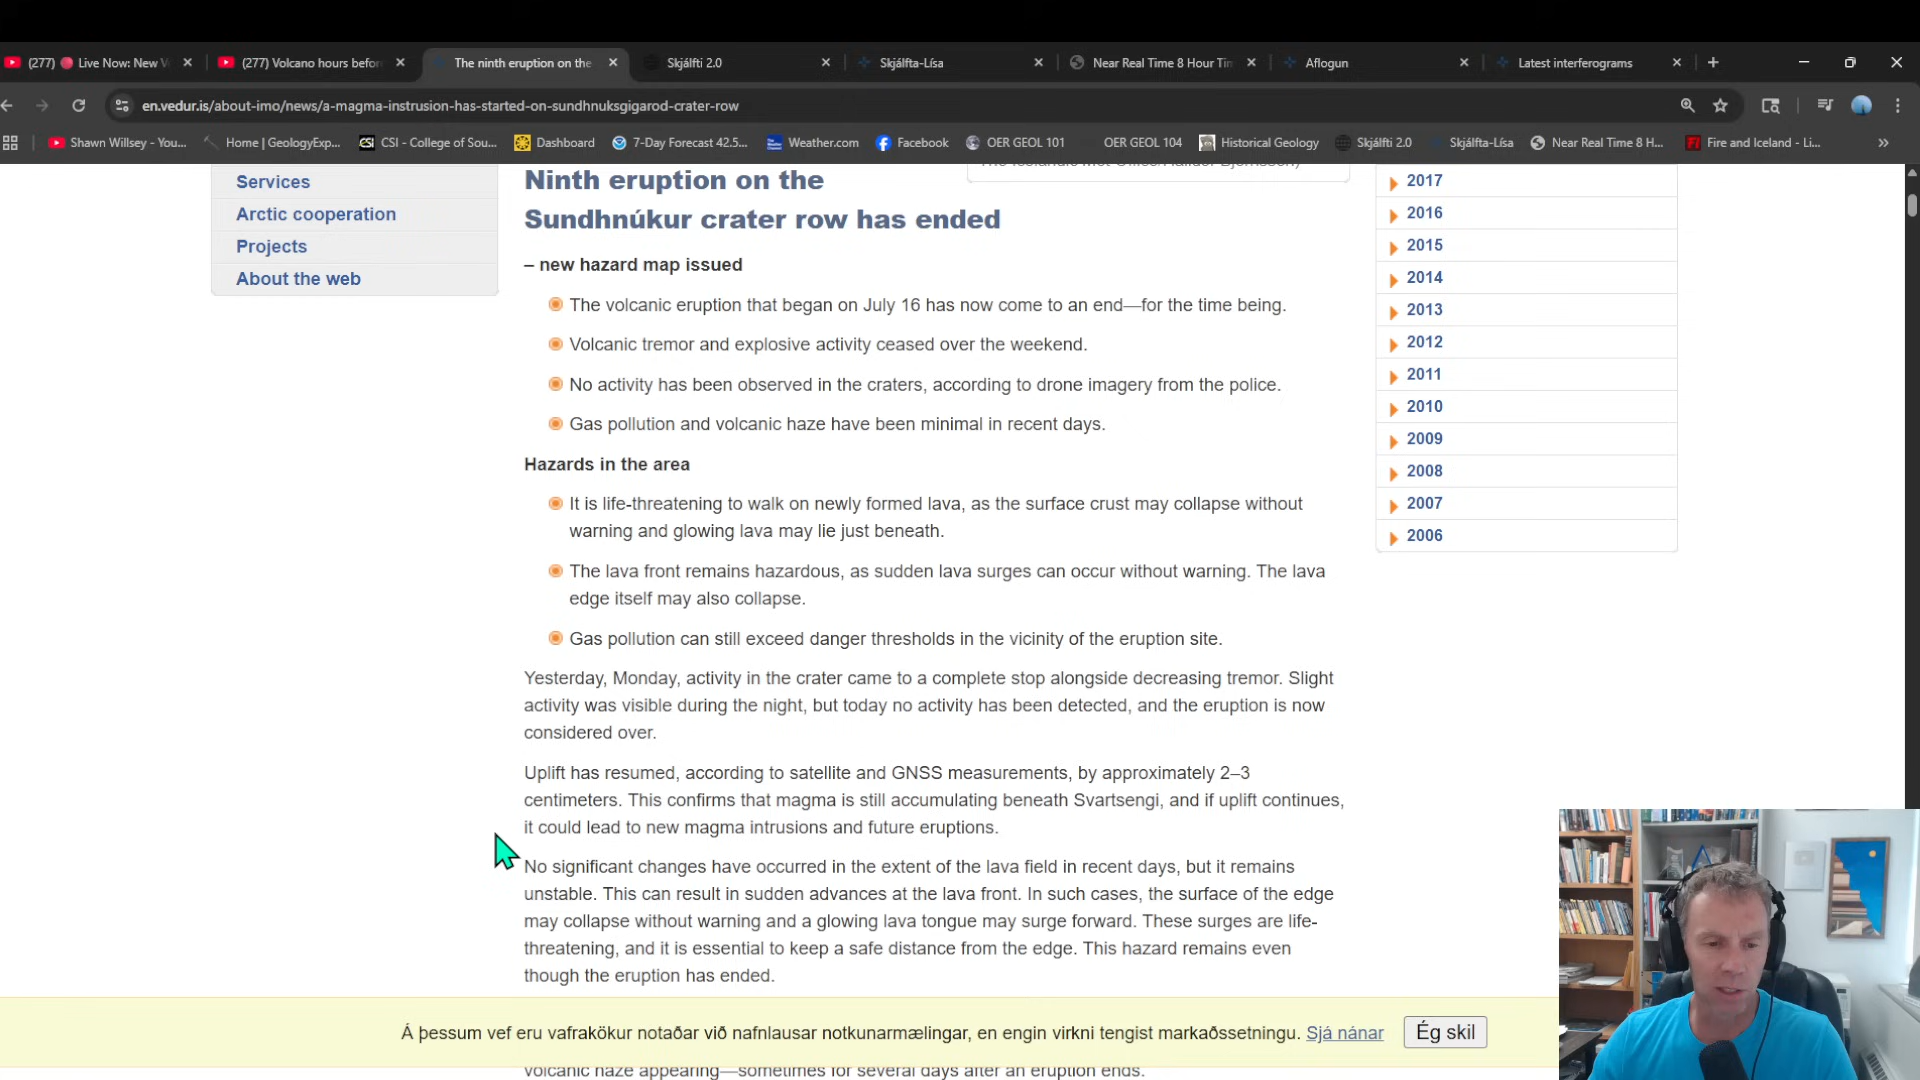 (277) 🔴 Live Now: New V
(277) Volcano hours befor
The ninth eruption on the
Skjálfti 2.0
Skjálfta-Lísa
Near Real Time 8 Hour Tim
Aflogun
Latest interferograms
en.vedur.is/about-imo/news/a-magma-instrusion-has-started-on-sundhnuksgigarod-crater-row
Shawn Willsey - You...
Home | GeologyExp...
CSI - College of Sou...
Dashboard
7-Day Forecast 42.5...
Weather.com
Facebook
OER GEOL 101
OER GEOL 104
Historical Geology
Skjálfti 2.0
Skjálfta-Lísa
Near Real Time 8 H...
Fire and Iceland - Li...
Services
Arctic cooperation
Projects
About the web
Ninth eruption on the
Sundhnúkur crater row has ended
– new hazard map issued
The volcanic eruption that began on July 16 has now come to an end—for the time being.
Volcanic tremor and explosive activity ceased over the weekend.
No activity has been observed in the craters, according to drone imagery from the police.
Gas pollution and volcanic haze have been minimal in recent days.
Hazards in the area
It is life-threatening to walk on newly formed lava, as the surface crust may collapse without
warning and glowing lava may lie just beneath.
The lava front remains hazardous, as sudden lava surges can occur without warning. The lava
edge itself may also collapse.
Gas pollution can still exceed danger thresholds in the vicinity of the eruption site.
Yesterday, Monday, activity in the crater came to a complete stop alongside decreasing tremor. Slight
activity was visible during the night, but today no activity has been detected, and the eruption is now
considered over.
Uplift has resumed, according to satellite and GNSS measurements, by approximately 2–3
centimeters. This confirms that magma is still accumulating beneath Svartsengi, and if uplift continues,
it could lead to new magma intrusions and future eruptions.
No significant changes have occurred in the extent of the lava field in recent days, but it remains
unstable. This can result in sudden advances at the lava front. In such cases, the surface of the edge
may collapse without warning and a glowing lava tongue may surge forward. These surges are life-
threatening, and it is essential to keep a safe distance from the edge. This hazard remains even
though the eruption has ended.
2017
2016
2015
2014
2013
2012
2011
2010
2009
2008
2007
2006
Á þessum vef eru vafrakökur notaðar við nafnlausar notkunarmælingar, en engin virkni tengist markaðssetningu. Sjá nánar
Ég skil
volcanic haze appearing—sometimes for several days after an eruption ends.